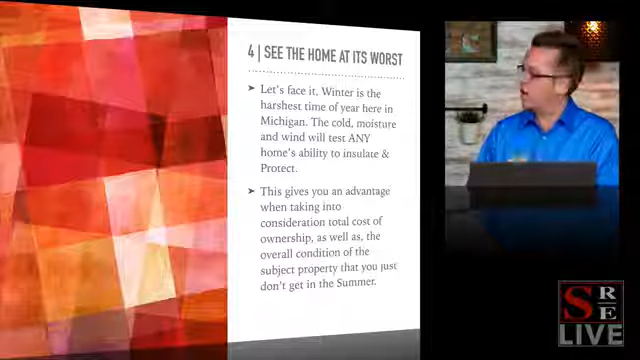 4 | SEE THE HOME AT ITS WORST
➤ Let's face it, Winter is the
harshest time of year here in
Michigan. The cold, moisture
and wind will test ANY
home's ability to insulate &
Protect.
➤ This gives you an advantage
when taking into
consideration total cost of
ownership, as well as, the
overall condition of the
subject property that you just
don't get in the Summer.
SRE
LIVE